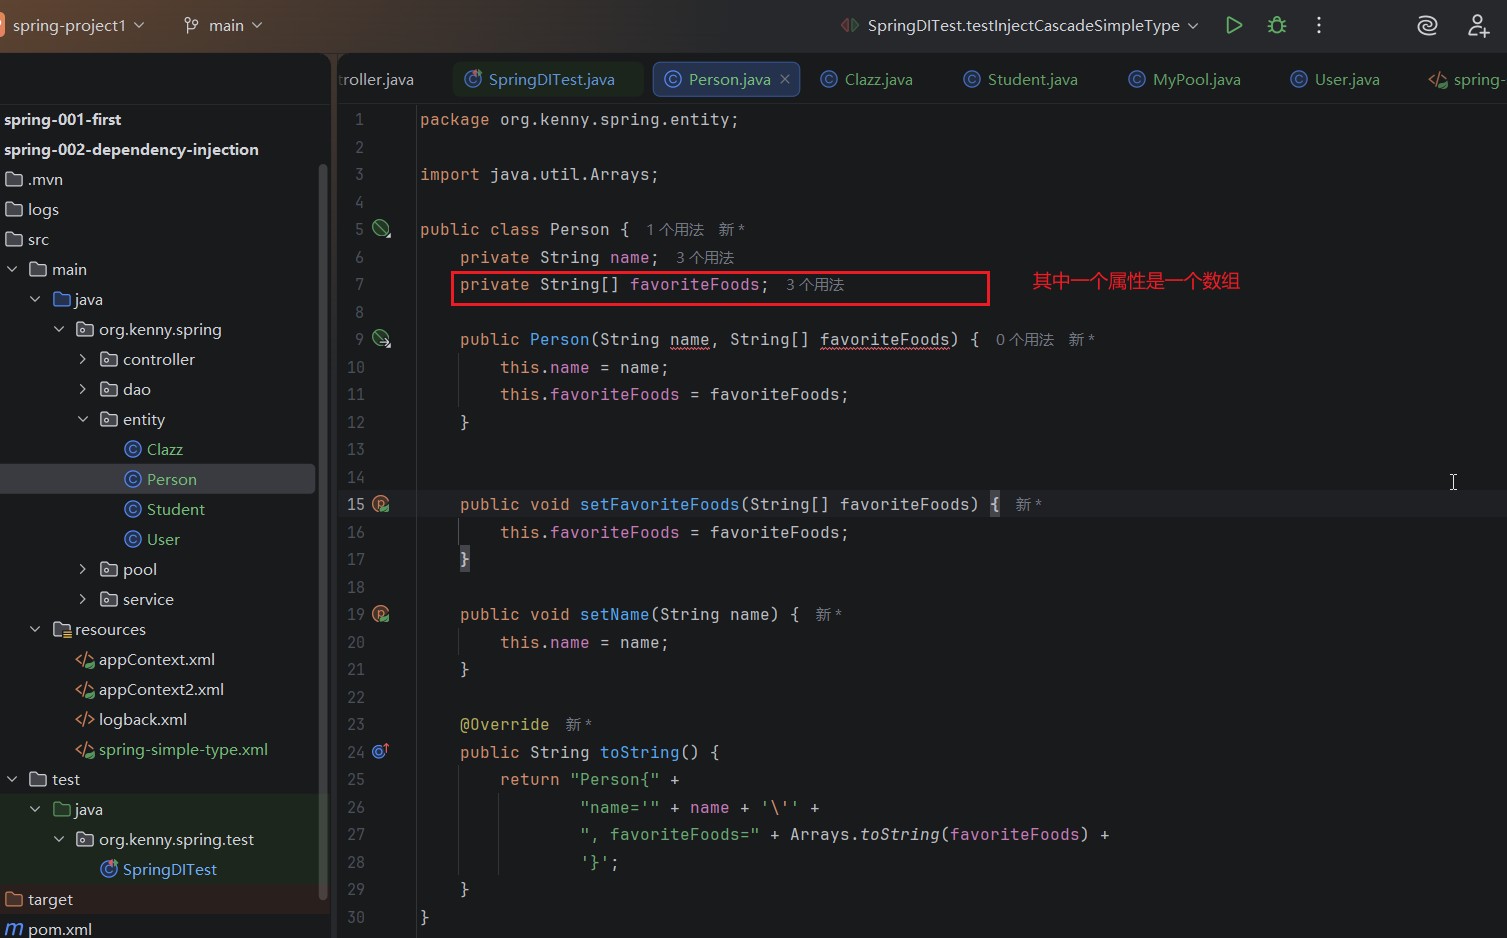 spring-project1 main SpringDITest.testInjectCascadeSimpleType
troller.java SpringDITest.java Person.java Clazz.java Student.java MyPool.java User.java spring-
spring-001-first
spring-002-dependency-injection
.mvn
logs
src
main
java
org.kenny.spring
controller
dao
entity
Clazz
Person
Student
User
pool
service
resources
appContext.xml
appContext2.xml
logback.xml
spring-simple-type.xml
test
java
org.kenny.spring.test
SpringDITest
target
pom.xml
1 package org.kenny.spring.entity;
2
3 import java.util.Arrays;
4
5 public class Person { 1 个用法 新 *
6 private String name; 3 个用法
7 private String[] favoriteFoods; 3 个用法
其中一个属性是一个数组
8
9 public Person(String name, String[] favoriteFoods) { 0 个用法 新 *
10 this.name = name;
11 this.favoriteFoods = favoriteFoods;
12 }
13
14
15 public void setFavoriteFoods(String[] favoriteFoods) { 新 *
16 this.favoriteFoods = favoriteFoods;
17 }
18
19 public void setName(String name) { 新 *
20 this.name = name;
21 }
22
23 @Override 新 *
24 public String toString() {
25 return "Person{" +
26 "name='" + name + '\'' +
27 ", favoriteFoods=" + Arrays.toString(favoriteFoods) +
28 '}';
29 }
30 }